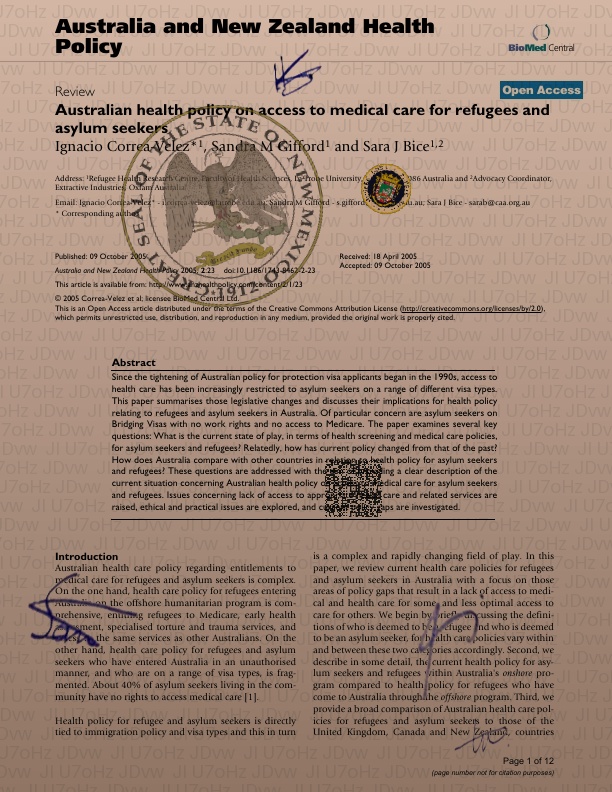 Australia and New Zealand Health
Policy
BioMed Central
Review
Open Access
Australian health policy on access to medical care for refugees and
asylum seekers
Ignacio Correa-Velez*1, Sandra M Gifford1 and Sara J Bice1,2
Address: 1Refugee Health Research Centre, Faculty of Health Sciences, La Trobe University, 086 Australia and 2Advocacy Coordinator,
Extractive Industries, Oxfam Australia
Email: Ignacio Correa-Velez* - Sandra M Gifford - s.gifford edu.au; Sara J Bice - sarab@caa.org.au
* Corresponding author
Published: 09 October 2005
Received: 18 April 2005
Accepted: 09 October 2005
Australia and New Zealand Health Policy 2005, 2:23 doi:10.1186/1743-8462-2-23
This article is available from: http://www.anzhealthpolicy.com/content/2/1/23
© 2005 Correa-Velez et al; licensee BioMed Central Ltd.
This is an Open Access article distributed under the terms of the Creative Commons Attribution License (http://creativecommons.org/licenses/by/2.0),
which permits unrestricted use, distribution, and reproduction in any medium, provided the original work is properly cited.
GREAT SEAL OF THE STATE OF NEW MEXICO
1912
Abstract
Since the tightening of Australian policy for protection visa applicants began in the 1990s, access to
health care has been increasingly restricted to asylum seekers on a range of different visa types.
This paper summarises those legislative changes and discusses their implications for health policy
relating to refugees and asylum seekers in Australia. Of particular concern are asylum seekers on
Bridging Visas with no work rights and no access to Medicare. The paper examines several key
questions: What is the current state of play, in terms of health screening and medical care policies,
for asylum seekers and refugees? Relatedly, how has current policy changed from that of the past?
How does Australia compare with other countries in relation to health policy for asylum seekers
and refugees? These questions are addressed with the a clear description of the
current situation concerning Australian health policy on medical care for asylum seekers
and refugees. Issues concerning lack of access to care and related services are
raised, ethical and practical issues are explored, and gaps are investigated.
Introduction
Australian health care policy regarding entitlements to
medical care for refugees and asylum seekers is complex.
On the one hand, health care policy for refugees entering
Australia on the offshore humanitarian program is com-
prehensive, entitling refugees to Medicare, early health
assessment, specialised torture and trauma services, and
access to the same services as other Australians. On the
other hand, health care policy for refugees and asylum
seekers who have entered Australia in an unauthorised
manner, and who are on a range of visa types, is frag-
mented. About 40% of asylum seekers living in the com-
munity have no rights to access medical care [1].
Health policy for refugee and asylum seekers is directly
tied to immigration policy and visa types and this in turn
is a complex and rapidly changing field of play. In this
paper, we review current health care policies for refugees
and asylum seekers in Australia with a focus on those
areas of policy gaps that result in a lack of access to medi-
cal and health care for some and less optimal access to
care for others. We begin by briefly discussing the defini-
tions of who is deemed to be a refugee and who is deemed
to be an asylum seeker, for health care policies vary within
and between these two categories accordingly. Second, we
describe in some detail, the current health policy for asy-
lum seekers and refugees within Australia's onshore pro-
gram compared to health policy for refugees who have
come to Australia through the offshore program. Third, we
provide a broad comparison of Australian health care pol-
icies for refugees and asylum seekers to those of the
United Kingdom, Canada and New Zealand, countries
Page 1 of 12
(page number not for citation purposes)